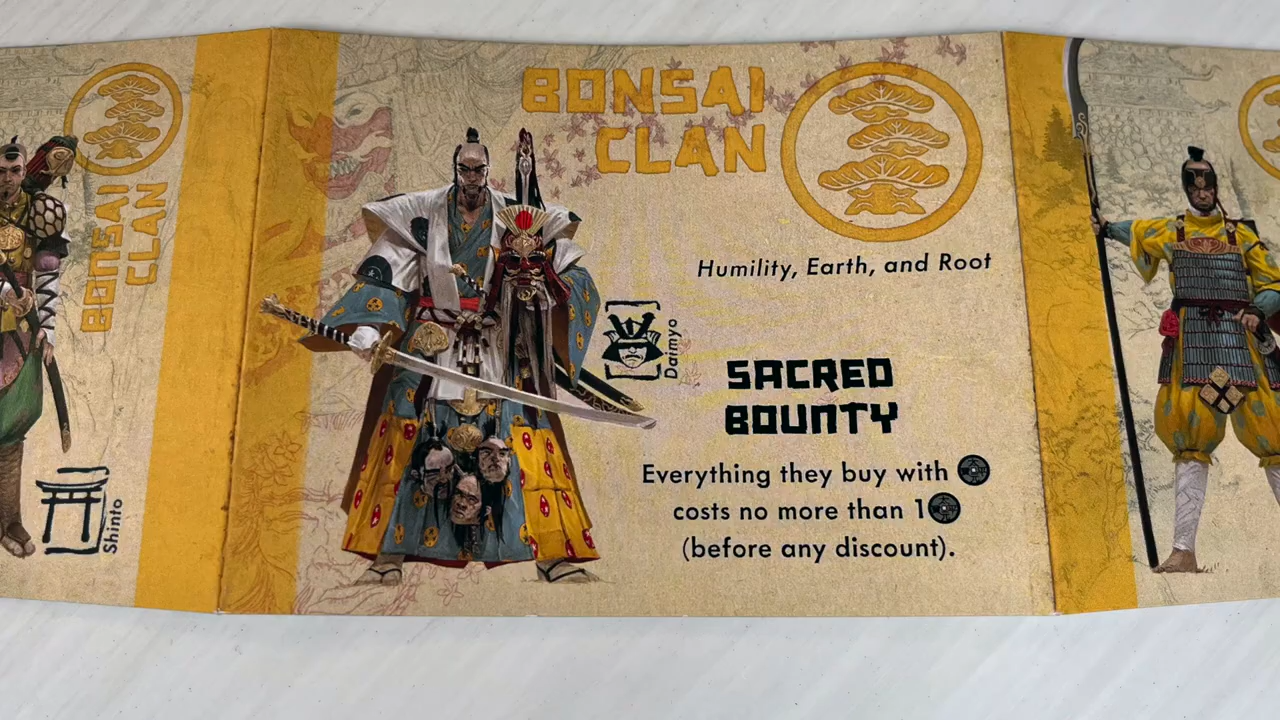 BONSAI
CLAN
Shinto
BONSAI
CLAN
Humility, Earth, and Root
Daimyo
SACRED
BOUNTY
Everything they buy with
costs no more than 1
(before any discount).